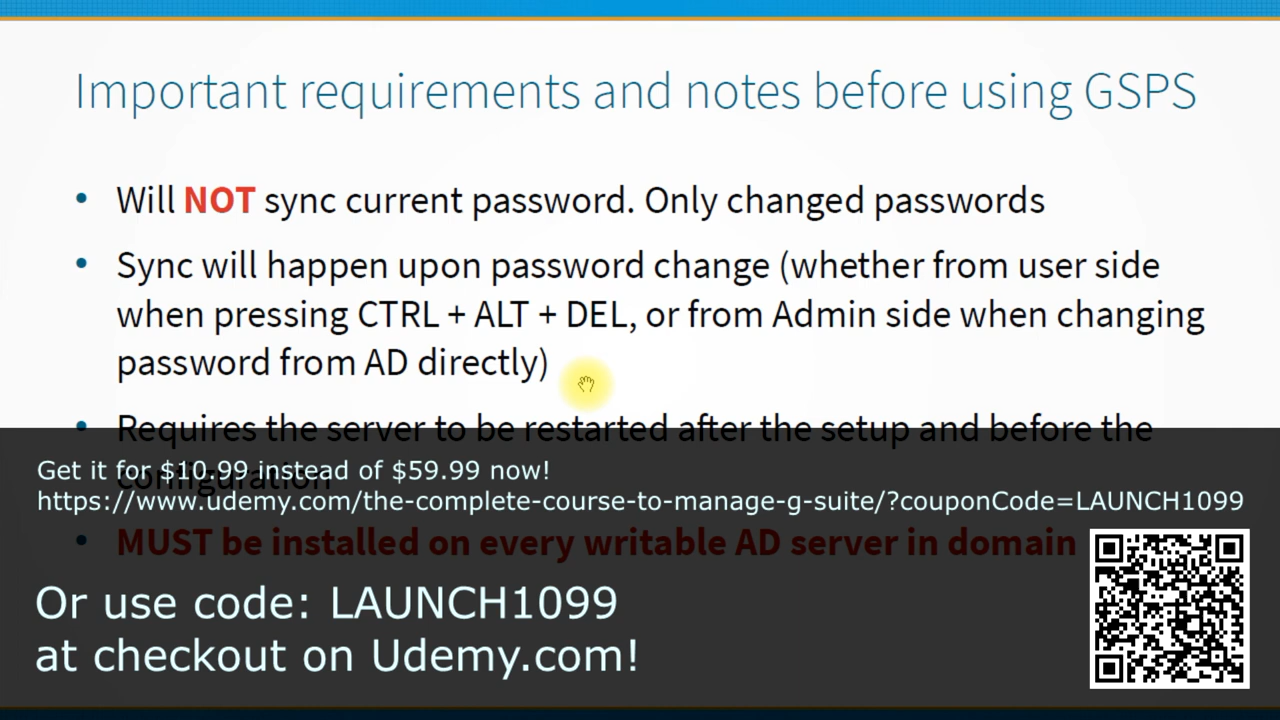 Important requirements and notes before using GSPS
• Will NOT sync current password. Only changed passwords
• Sync will happen upon password change (whether from user side
when pressing CTRL + ALT + DEL, or from Admin side when changing
password from AD directly)
• Requires the server to be restarted after the setup and before the
configuration
Get it for $10.99 instead of $59.99 now!
https://www.udemy.com/the-complete-course-to-manage-g-suite/?couponCode=LAUNCH1099
• MUST be installed on every writable AD server in domain
Or use code: LAUNCH1099
at checkout on Udemy.com!